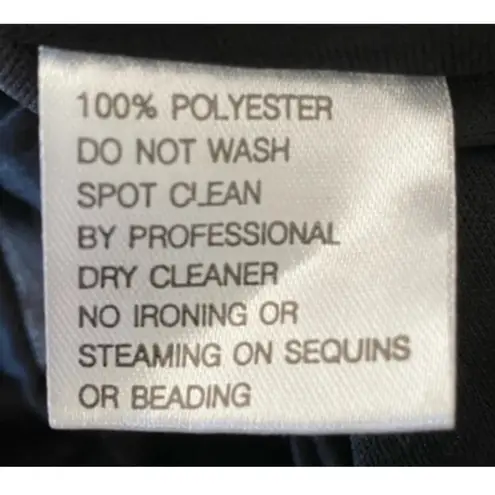 100% POLYESTER
DO NOT WASH
SPOT CLEAN
BY PROFESSIONAL
DRY CLEANER
NO IRONING OR
STEAMING ON SEQUINS
OR BEADING